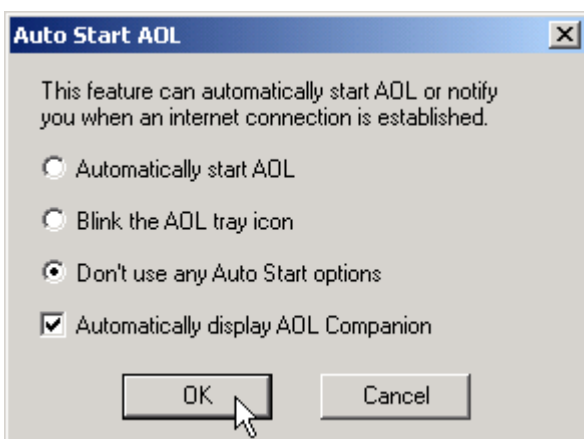 Auto Start AOL
This feature can automatically start AOL or notify
you when an internet connection is established.
Automatically start AOL
Blink the AOL tray icon
Don't use any Auto Start options
Automatically display AOL Companion
OK
Cancel